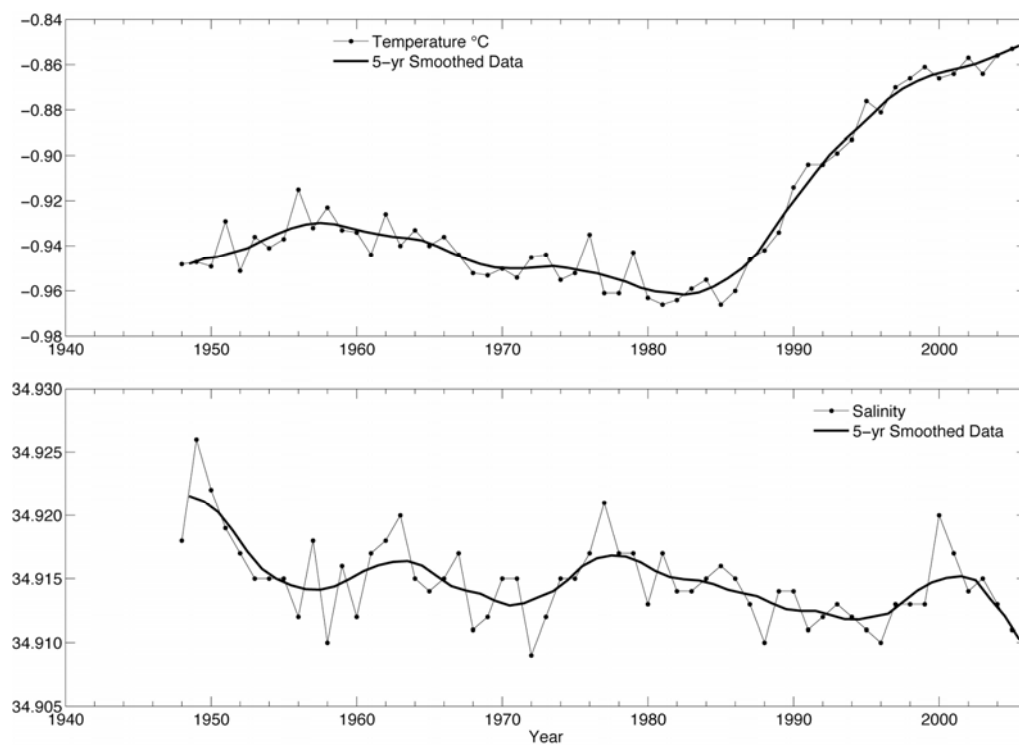 -0.84
Temperature °C
5-yr Smoothed Data
-0.86
-0.88
-0.90
-0.92
-0.94
-0.96
-0.98
1940 1950 1960 1970 1980 1990 2000
34.930
Salinity
5-yr Smoothed Data
34.925
34.920
34.915
34.910
34.905
1940 1950 1960 1970 1980 1990 2000
Year